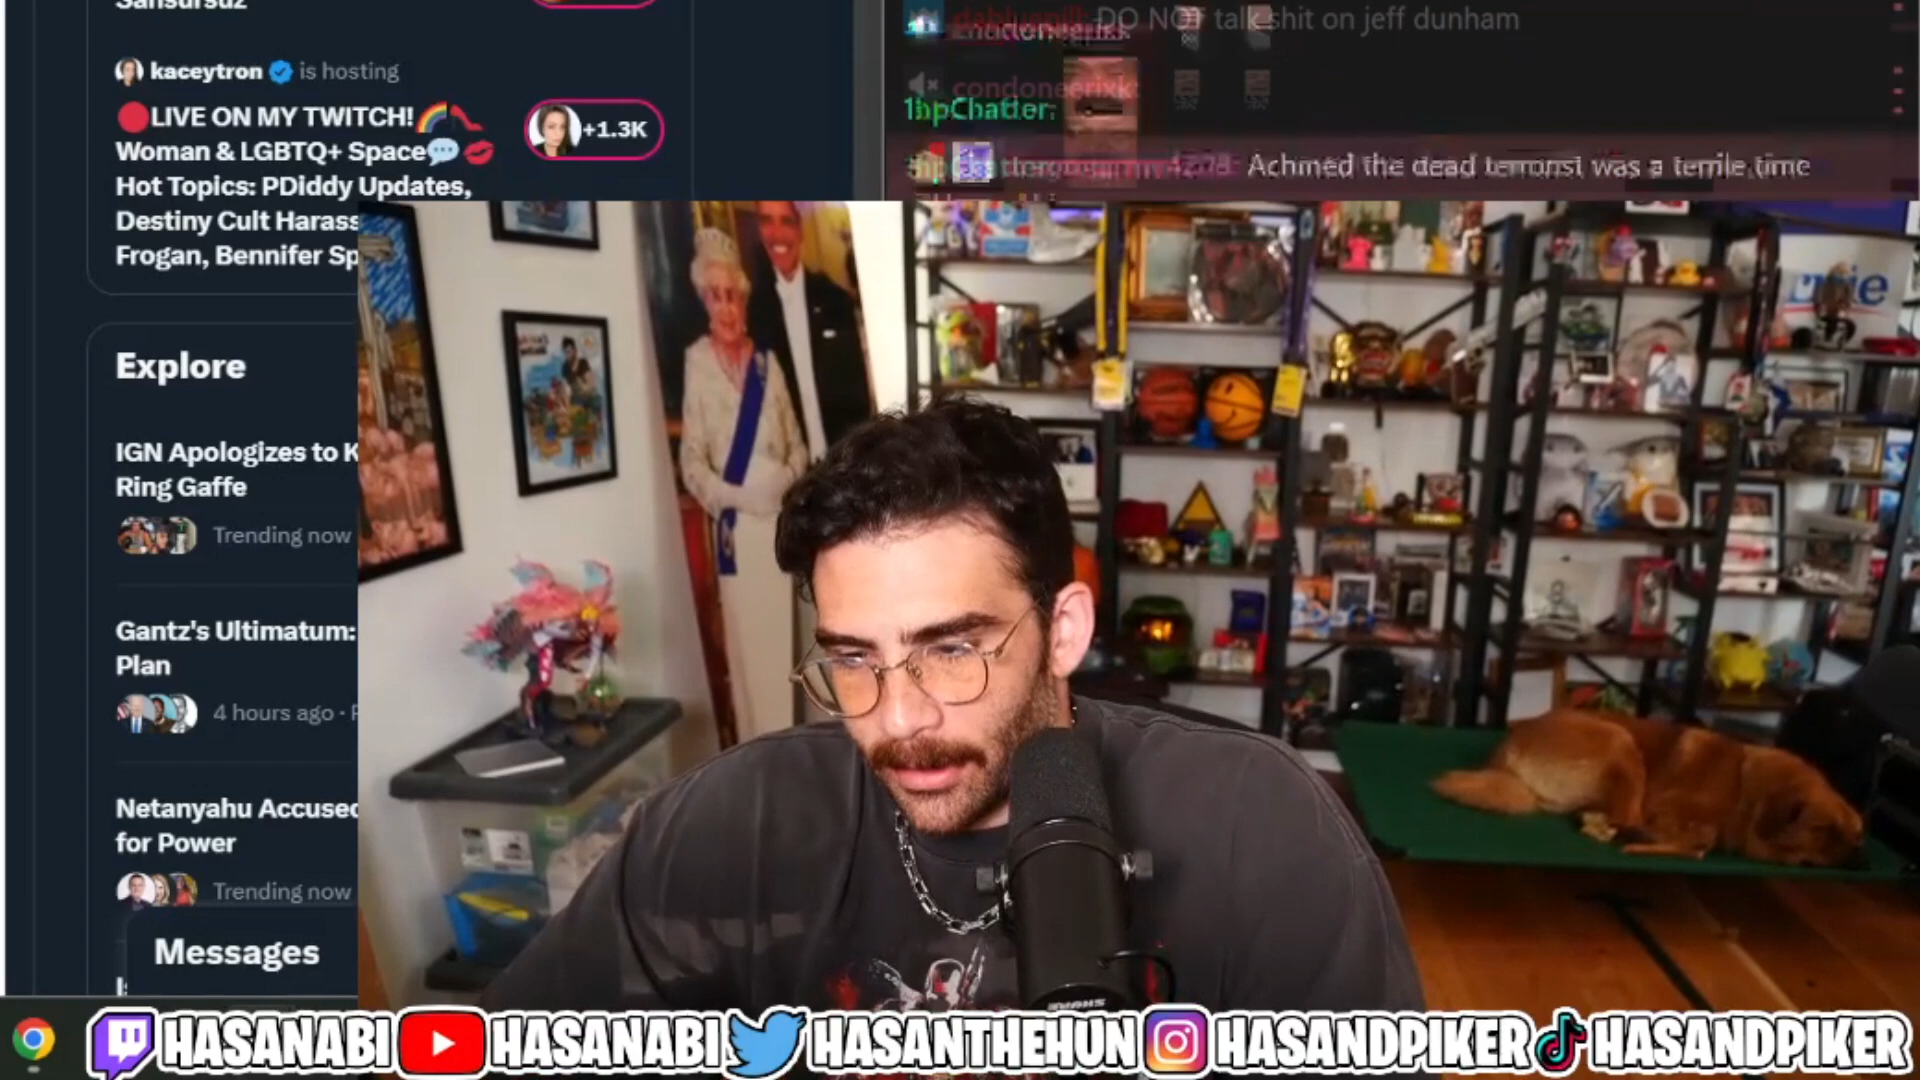 Sansürsüz
kaceytron is hosting
LIVE ON MY TWITCH!
Woman & LGBTQ+ Space
Hot Topics: PDiddy Updates,
Destiny Cult Harass
Frogan, Bennifer Sp
+1.3K
Explore
IGN Apologizes to K
Ring Gaffe
Trending now
Gantz's Ultimatum:
Plan
4 hours ago ·
Netanyahu Accused
for Power
Trending now
Messages
DO NOT talk shit on jeff dunham
condoneerixk:
1hpChatter:
Achmed the dead was a time
HASANABI HASANABI HASANTHEHUN HASANDPIKER HASANDPIKER